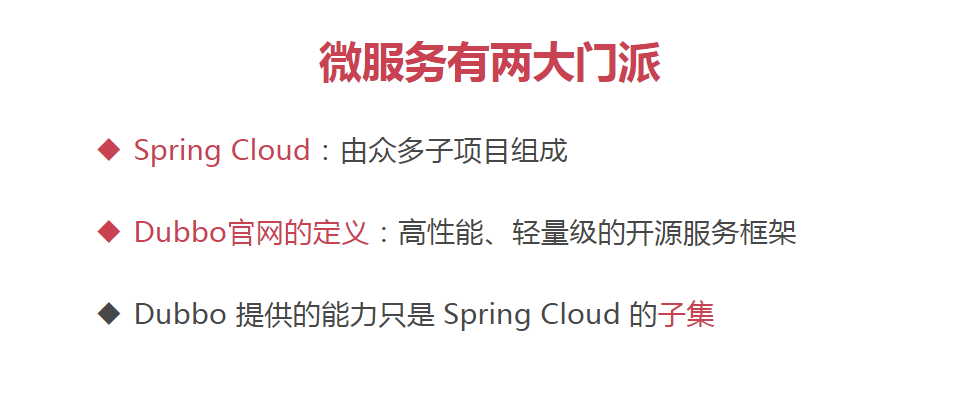 微服务有两大门派
◆ Spring Cloud：由众多子项目组成
◆ Dubbo官网的定义：高性能、轻量级的开源服务框架
◆ Dubbo 提供的能力只是 Spring Cloud 的子集